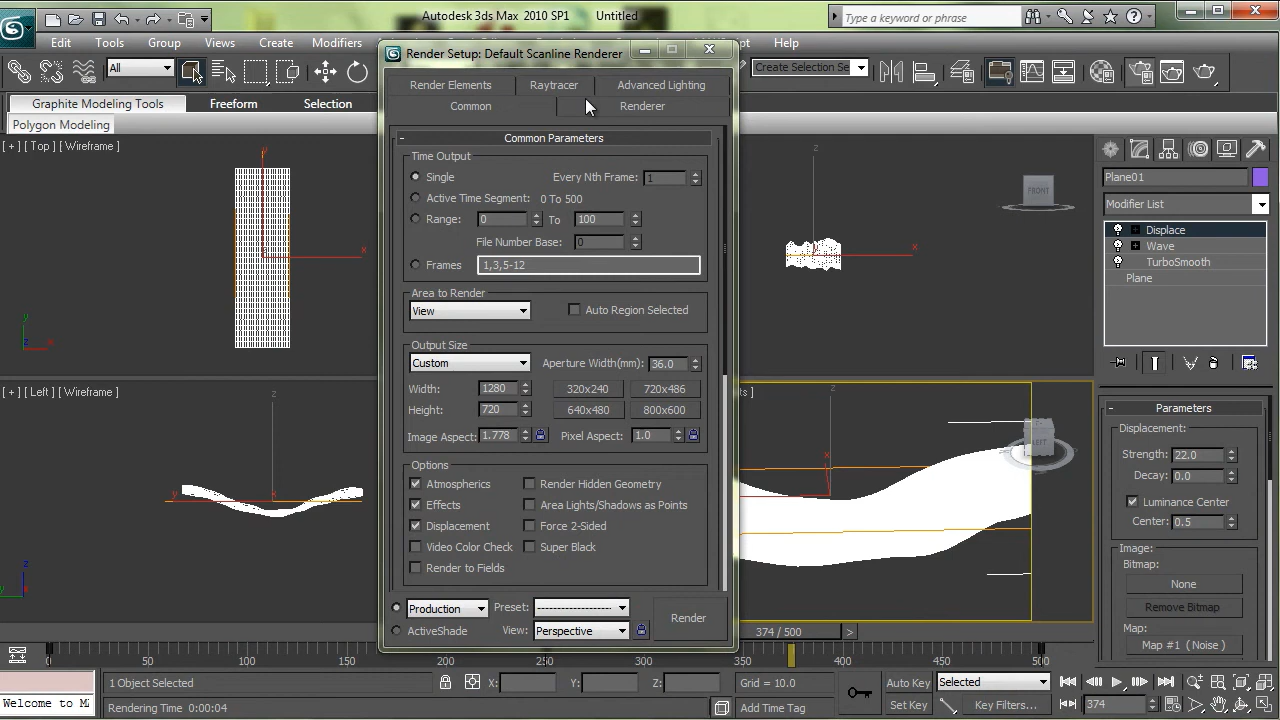 Autodesk 3ds Max 2010 SP1 Untitled
Type a keyword or phrase
Edit Tools Group Views Create Modifiers Help
All
Create Selection Se
Graphite Modeling Tools Freeform Selection
Polygon Modeling
[ + ] [ Top ] [ Wireframe ]
y
x
z
x
[ + ] [ Left ] [ Wireframe ]
z
y
x
z
y
Render Setup: Default Scanline Renderer
Render Elements Raytracer Advanced Lighting
Common Renderer
- Common Parameters
Time Output
Single Every Nth Frame: 1
Active Time Segment: 0 To 500
Range: 0 To 100
File Number Base: 0
Frames 1,3,5-12
Area to Render
View Auto Region Selected
Output Size
Custom Aperture Width(mm): 36.0
Width: 1280 320x240 720x486
Height: 720 640x480 800x600
Image Aspect: 1.778 Pixel Aspect: 1.0
Options
Atmospherics Render Hidden Geometry
Effects Area Lights/Shadows as Points
Displacement Force 2-Sided
Video Color Check Super Black
Render to Fields
Production Preset: -------------------
ActiveShade View: Perspective
Render
z
x
FRONT
ts ]
z
x
LEFT
Plane01
Modifier List
Displace
Wave
TurboSmooth
Plane
- Parameters
Displacement:
Strength: 22.0
Decay: 0.0
Luminance Center
Center: 0.5
Image:
Bitmap:
None
Remove Bitmap
Map:
Map #1 ( Noise )
374 / 500 >
0 50 100 150 200 250 300 350 400 450 500
1 Object Selected X: Y: Z: Grid = 10.0 Auto Key Selected
Welcome to Mi Rendering Time 0:00:04 Add Time Tag Set Key Key Filters... 374